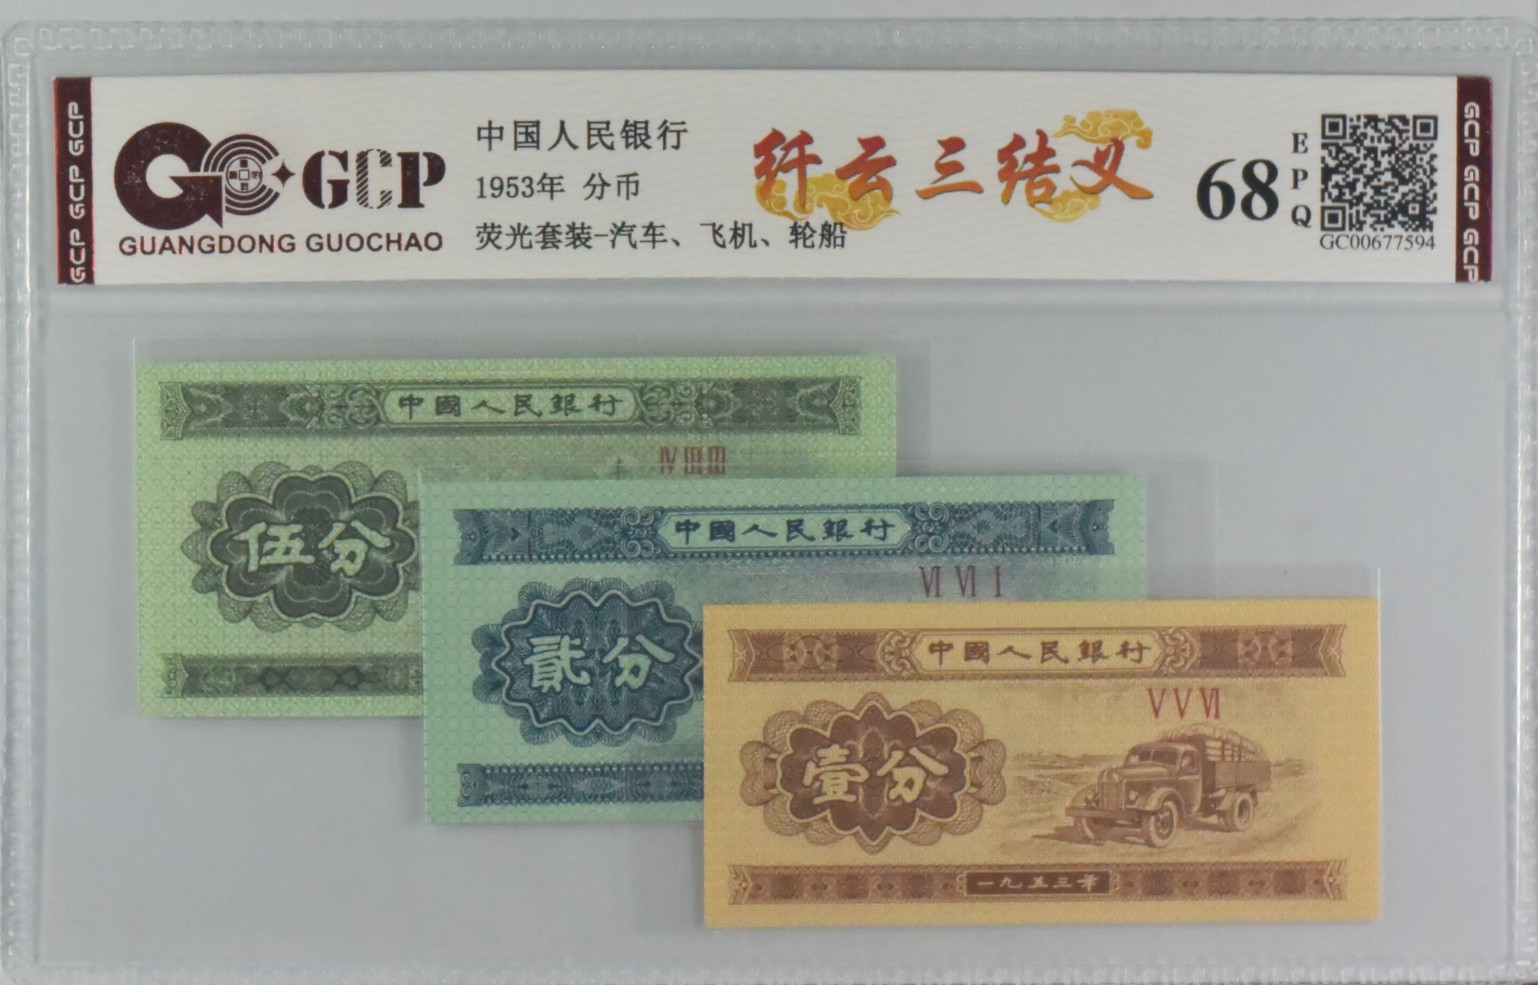 GCP GCP GCP
GCP
GUANGDONG GUOCHAO
中国人民银行
1953年 分币
荧光套装-汽车、飞机、轮船
纤云三结义
68
EPQ
GC00677594
GCP GCP GCP
中國人民銀行
Ⅳ Ⅲ Ⅲ
伍分
中國人民銀行
Ⅵ Ⅵ Ⅰ
貳分
中國人民銀行
Ⅴ Ⅴ Ⅵ
壹分
一九五三年